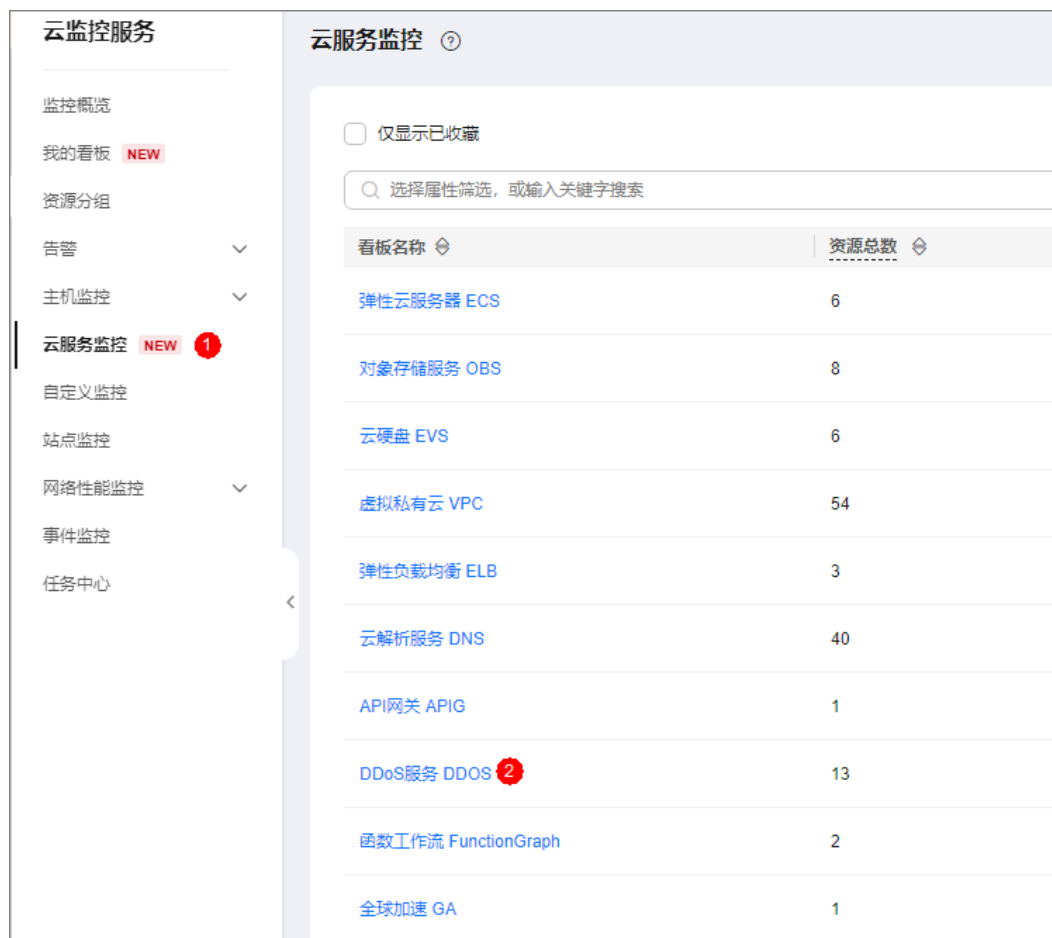 云监控服务
监控概览
我的看板 NEW
资源分组
告警
主机监控
云服务监控 NEW 1
自定义监控
站点监控
网络性能监控
事件监控
任务中心
云服务监控 ?
仅显示已收藏
选择属性筛选，或输入关键字搜索
看板名称 资源总数
弹性云服务器 ECS 6
对象存储服务 OBS 8
云硬盘 EVS 6
虚拟私有云 VPC 54
弹性负载均衡 ELB 3
云解析服务 DNS 40
API网关 APIG 1
DDoS服务 DDOS 2 13
函数工作流 FunctionGraph 2
全球加速 GA 1